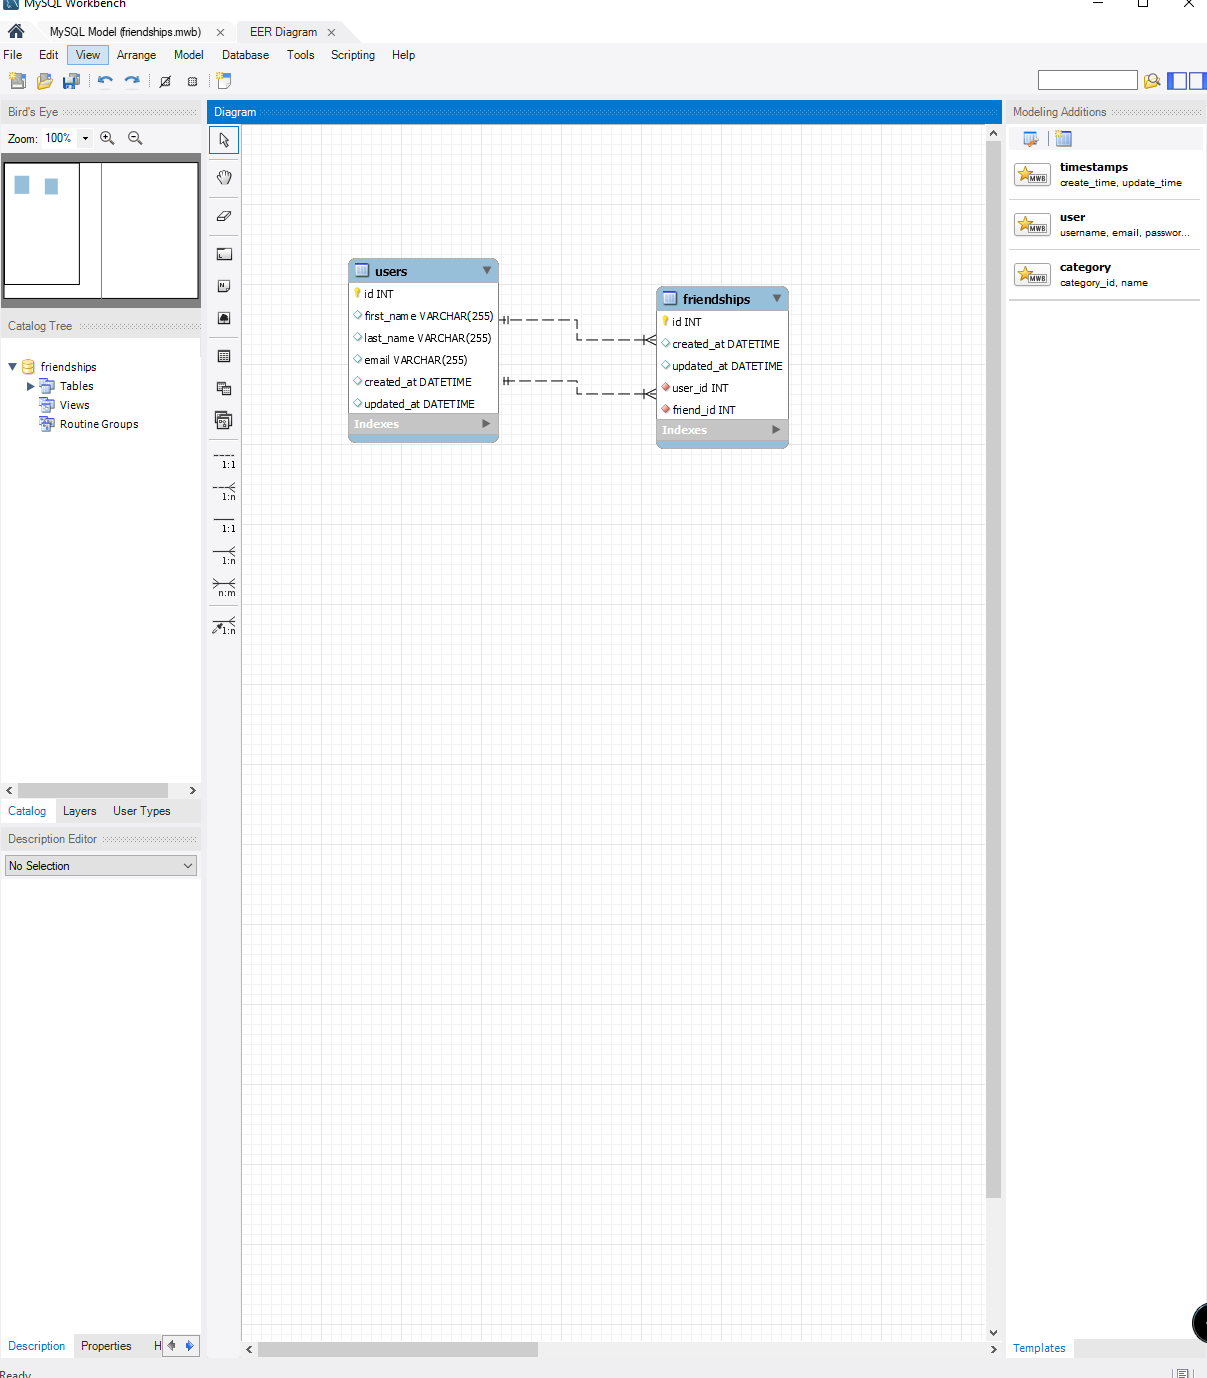 MySQL Workbench
MySQL Model (friendships.mwb)
EER Diagram
File Edit View Arrange Model Database Tools Scripting Help
Bird's Eye
Zoom: 100%
Catalog Tree
friendships
Tables
Views
Routine Groups
Catalog Layers User Types
Description Editor
No Selection
Description Properties H
Ready
Diagram
N
1:1
1:n
1:1
1:n
n:m
1:n
users
id INT
first_name VARCHAR(255)
last_name VARCHAR(255)
email VARCHAR(255)
created_at DATETIME
updated_at DATETIME
Indexes
friendships
id INT
created_at DATETIME
updated_at DATETIME
user_id INT
friend_id INT
Indexes
Modeling Additions
MWB
timestamps
create_time, update_time
MWB
user
username, email, passwor...
MWB
category
category_id, name
Templates